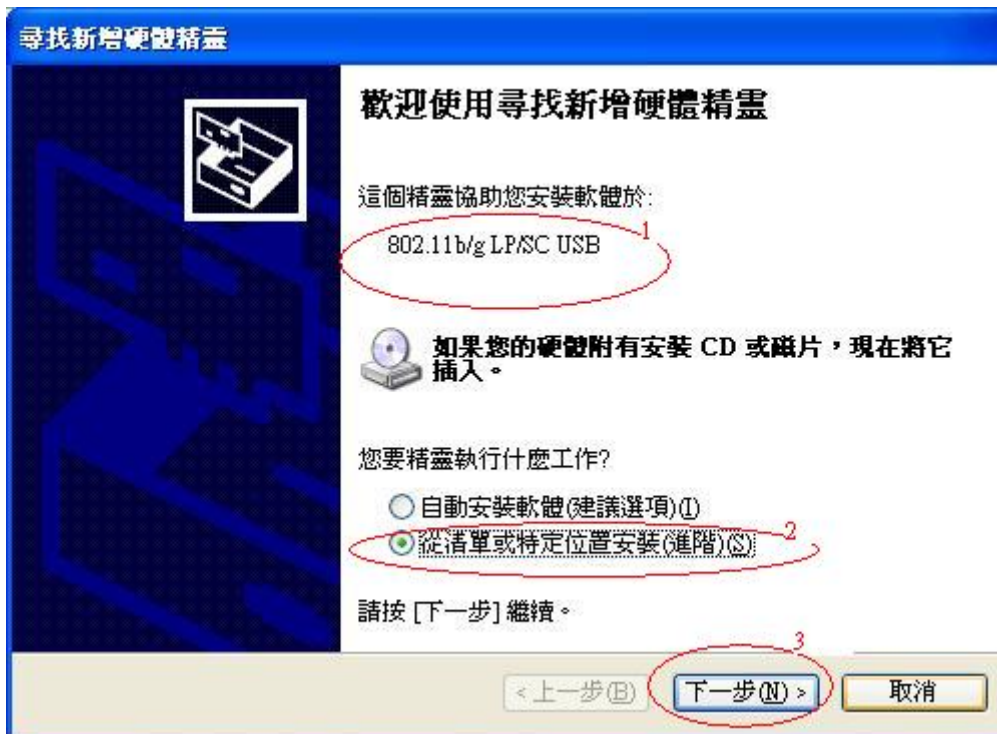 尋找新增硬體精靈
歡迎使用尋找新增硬體精靈
這個精靈協助您安裝軟體於:
802.11b/g LP/SC USB
1
如果您的硬體附有安裝 CD 或磁片，現在將它
插入。
您要精靈執行什麼工作?
自動安裝軟體(建議選項)(I)
從清單或特定位置安裝(進階)(S)
2
請按 [下一步] 繼續。
3
<上一步(B)
下一步(N) >
取消